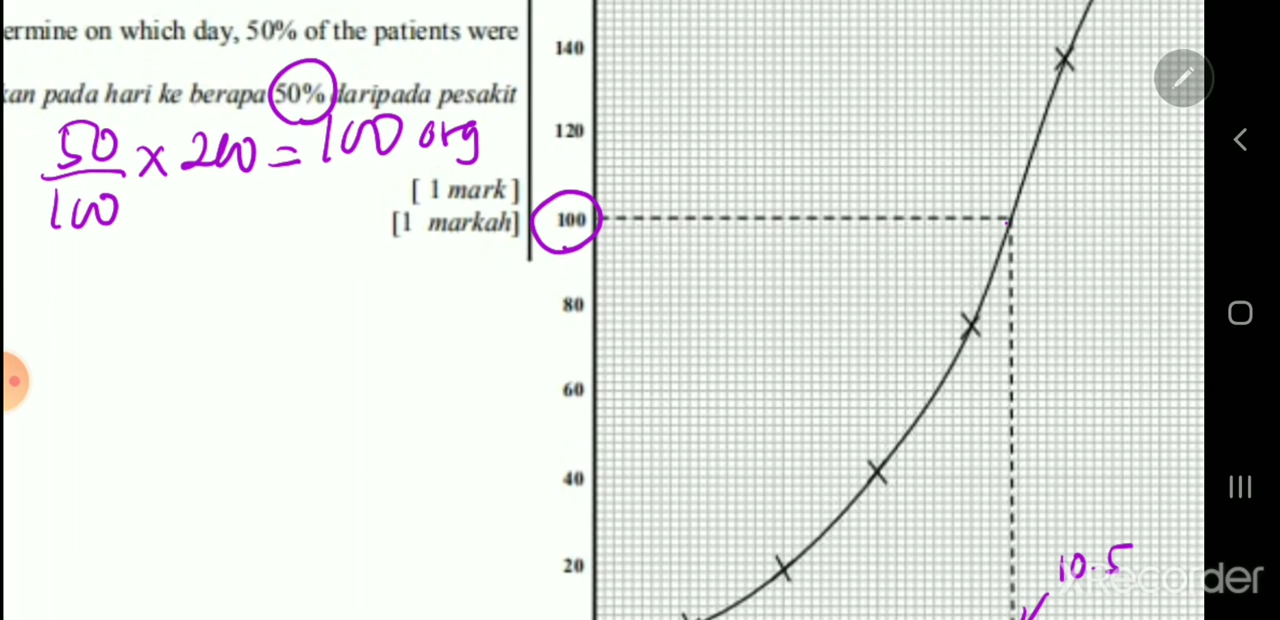 ermine on which day, 50% of the patients were
kan pada hari ke berapa 50% daripada pesakit
50/100 × 200 = 100 org
[ 1 mark ]
[1 markah]
140
120
100
80
60
40
20
10.5
XRecorder